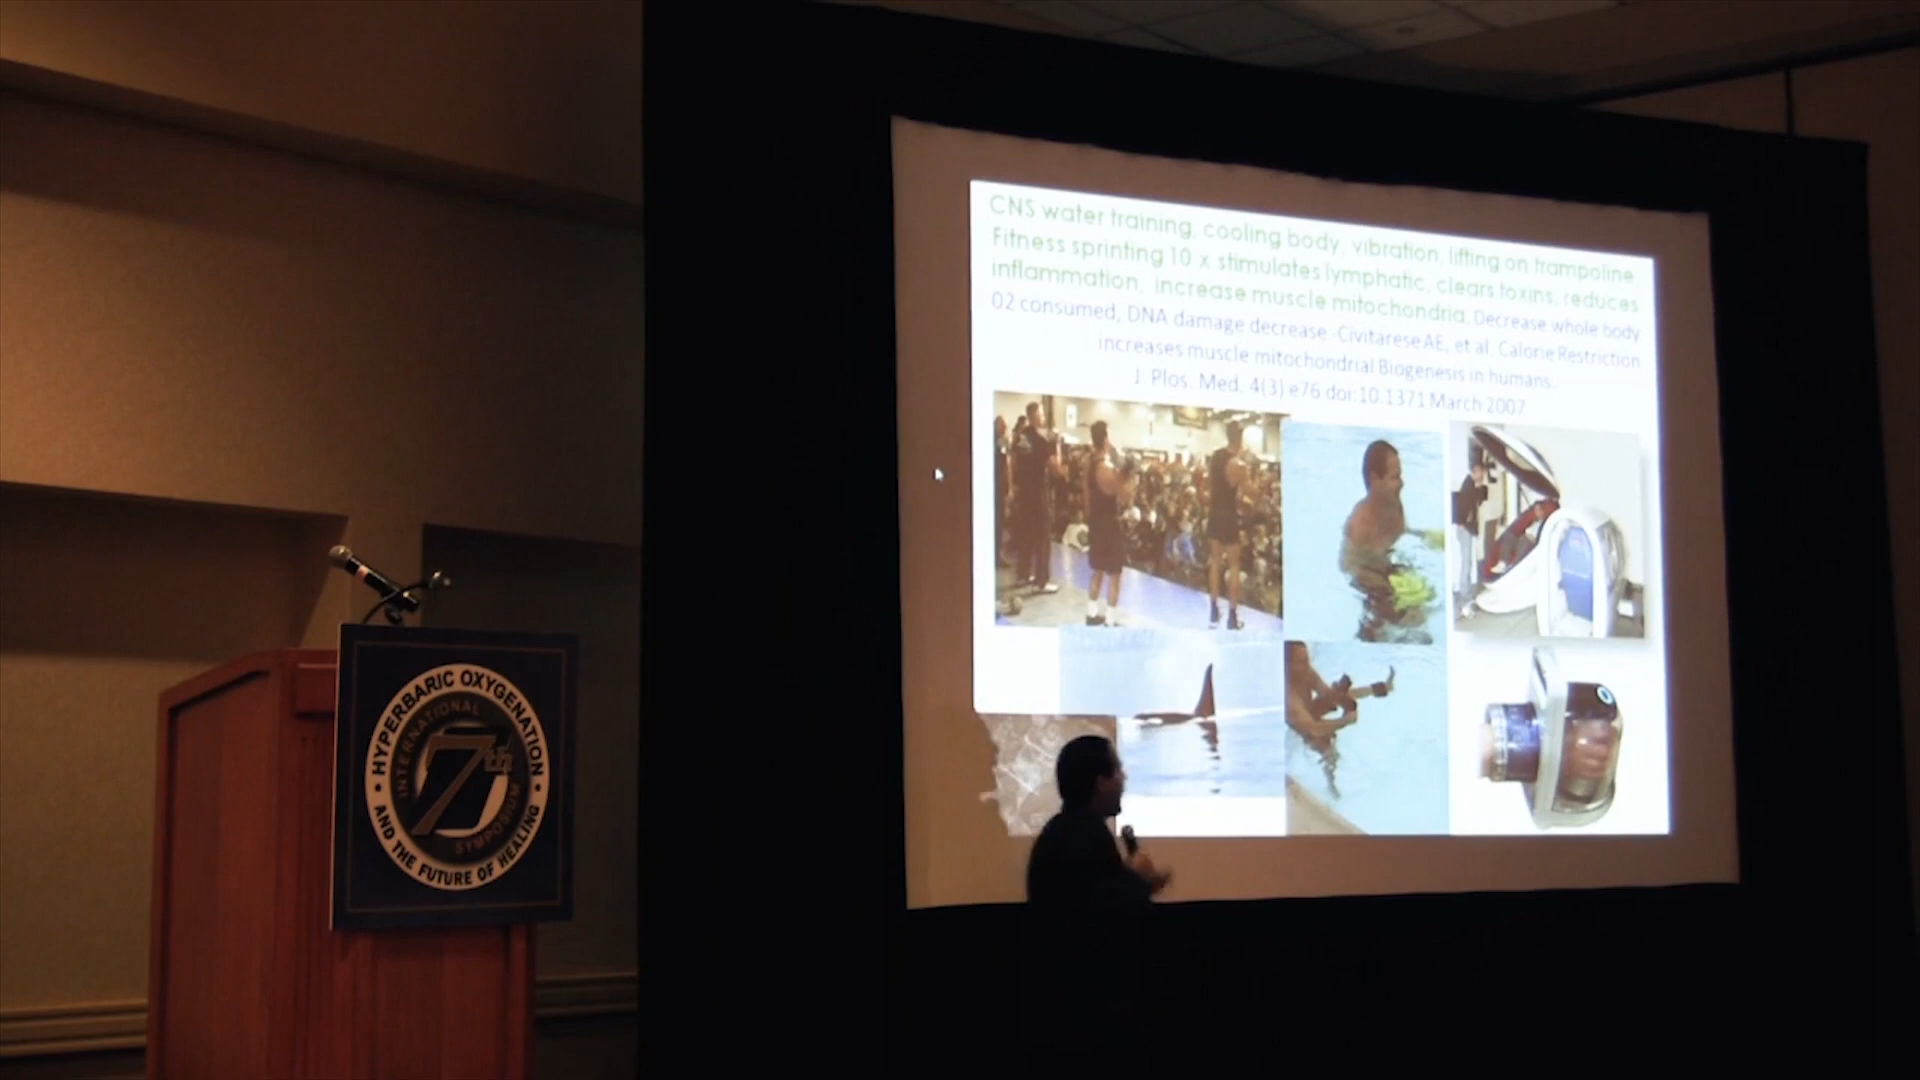 CNS water training, cooling body, vibration, lifting on trampoline.
Fitness sprinting 10 x stimulates lymphatic, clears toxins, reduces
inflammation, increase muscle mitochondria. Decrease whole body
O2 consumed, DNA damage decrease -Civitarese AE, et al. Calorie Restriction
increases muscle mitochondrial Biogenesis in humans.
J. Plos. Med. 4(3) e76 doi:10.1371 March 2007
HYPERBARIC OXYGENATION
INTERNATIONAL
7th
SYMPOSIUM
AND THE FUTURE OF HEALING